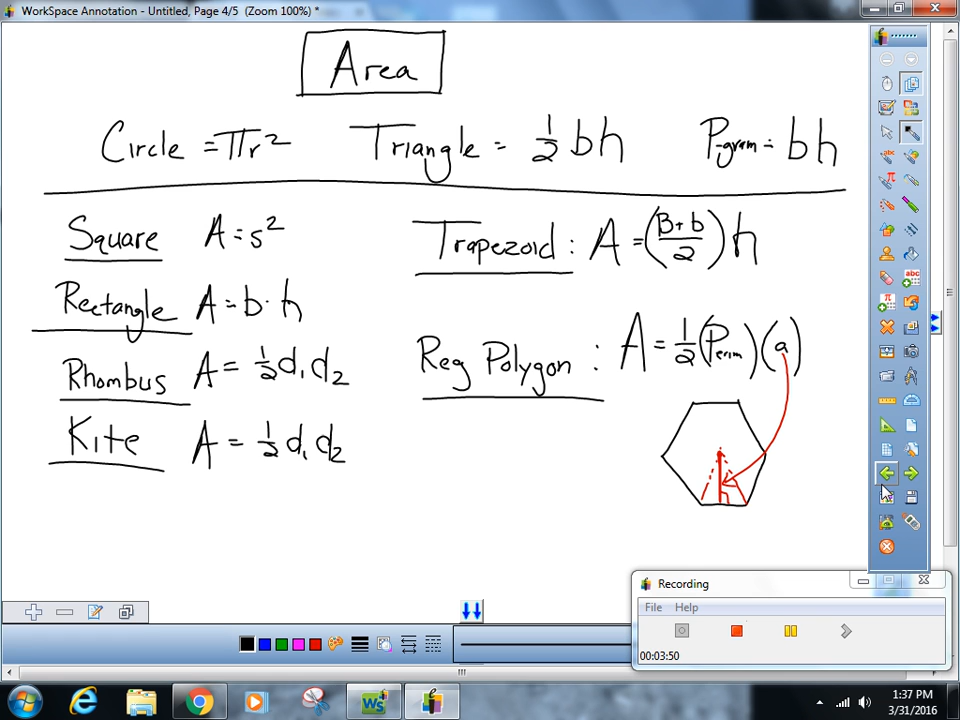 WorkSpace Annotation - Untitled, Page 4/5 (Zoom 100%) *
Area
Circle = πr² Triangle = 1/2 bh P-gram = bh
Square A = s² Trapezoid : A = (B+b/2) h
Rectangle A = b · h
Reg Polygon : A = 1/2 (Perim) (a)
Rhombus A = 1/2 d₁ d₂
Kite A = 1/2 d₁ d₂
Recording
File Help
00:03:50
1:37 PM
3/31/2016